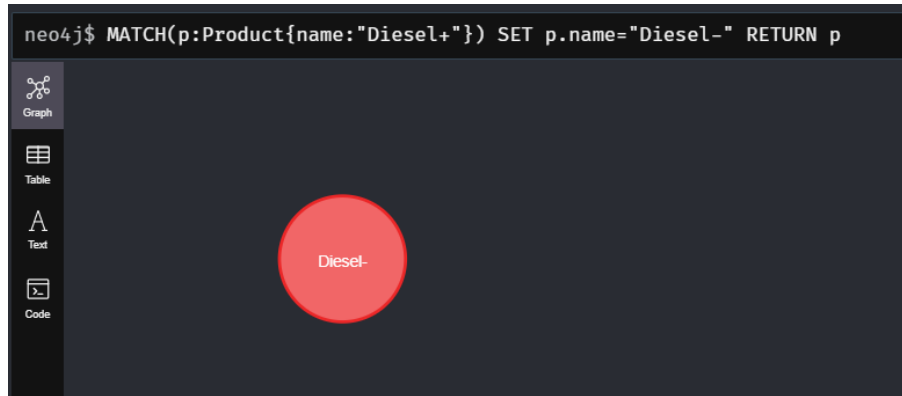 neo4j$ MATCH(p:Product{name:"Diesel+"}) SET p.name="Diesel-" RETURN p
Graph
Table
A
Text
Code
Diesel-